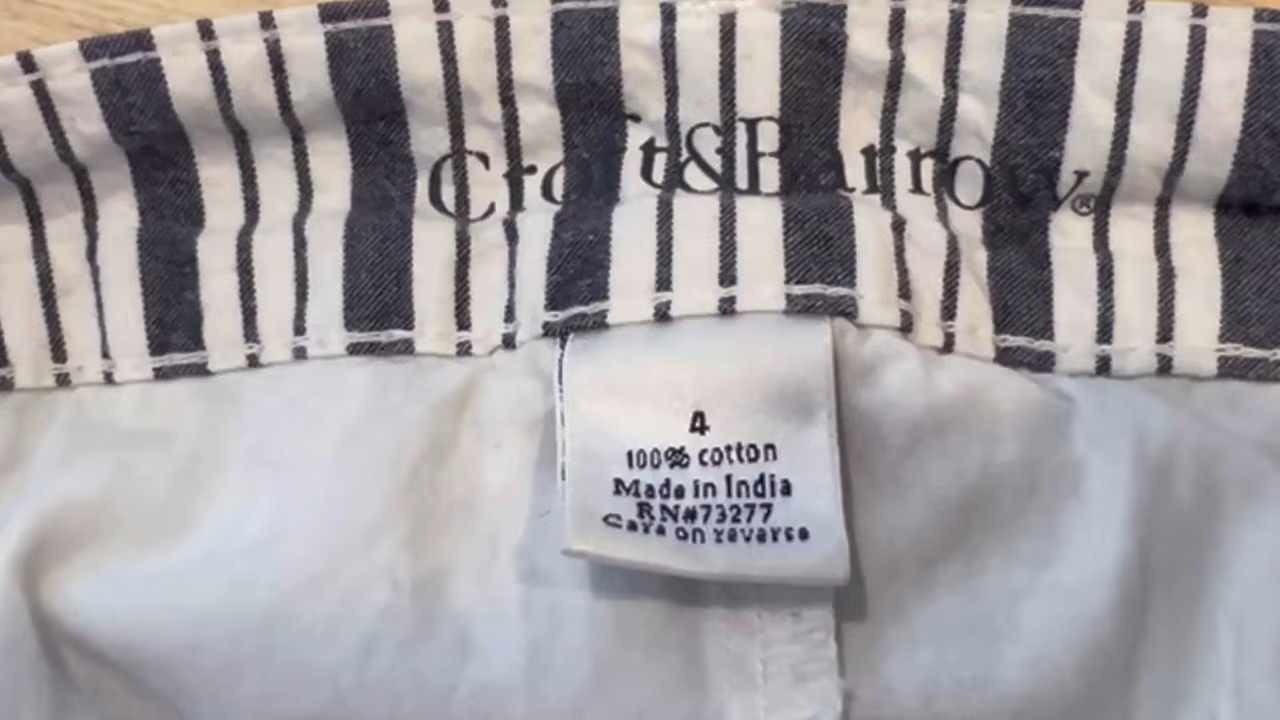 Croft&Barrow®
4
100% cotton
Made in India
RN#73277
Care on reverse